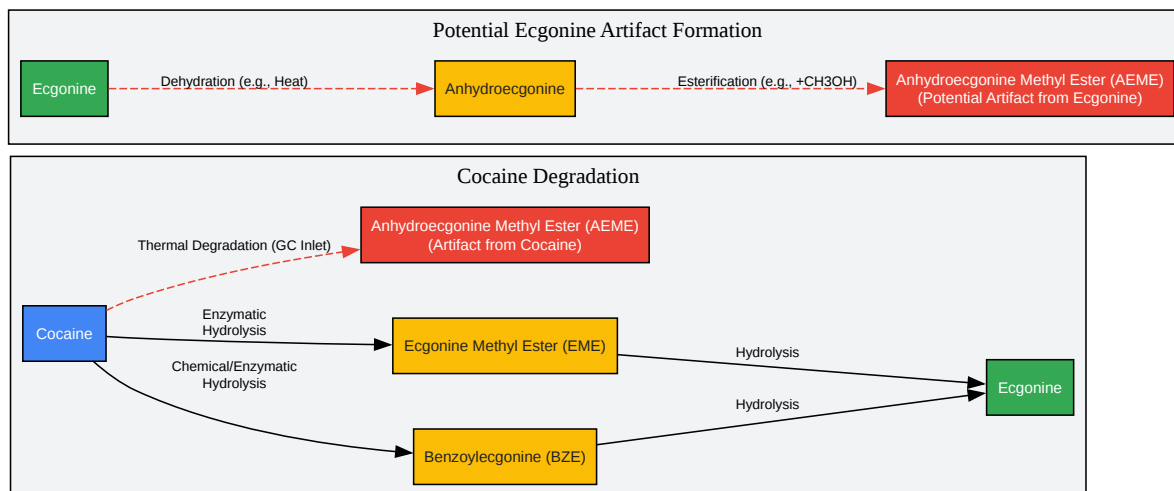 Potential Ecgonine Artifact Formation
Ecgonine
Dehydration (e.g., Heat)
Anhydroecgonine
Esterification (e.g., +CH3OH)
Anhydroecgonine Methyl Ester (AEME)
(Potential Artifact from Ecgonine)
Cocaine Degradation
Anhydroecgonine Methyl Ester (AEME)
(Artifact from Cocaine)
Thermal Degradation (GC Inlet)
Cocaine
Enzymatic
Hydrolysis
Ecgonine Methyl Ester (EME)
Hydrolysis
Chemical/Enzymatic
Hydrolysis
Ecgonine
Hydrolysis
Benzoylecgonine (BZE)